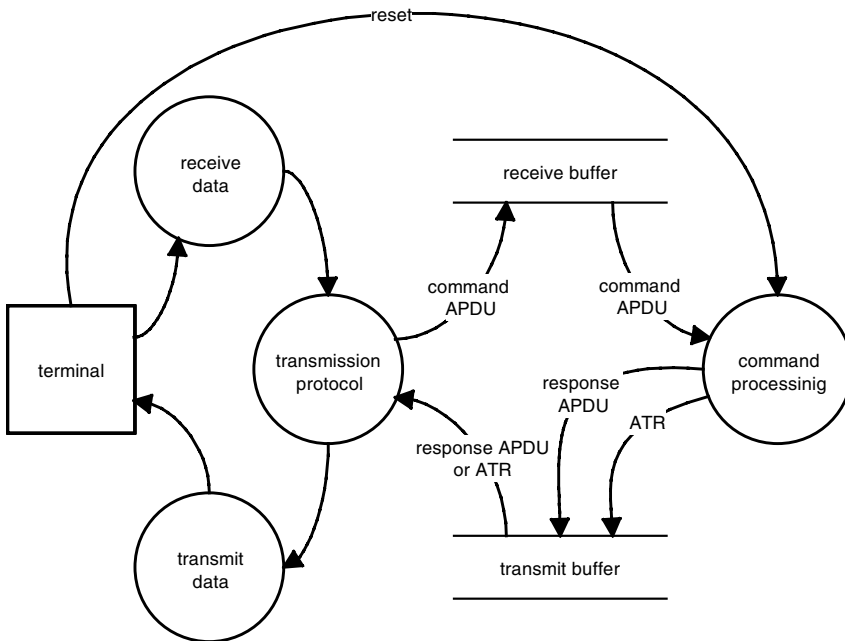 reset
receive
data
receive buffer
command
APDU
command
APDU
terminal
transmission
protocol
command
processinig
response
APDU
ATR
response APDU
or ATR
transmit
data
transmit buffer